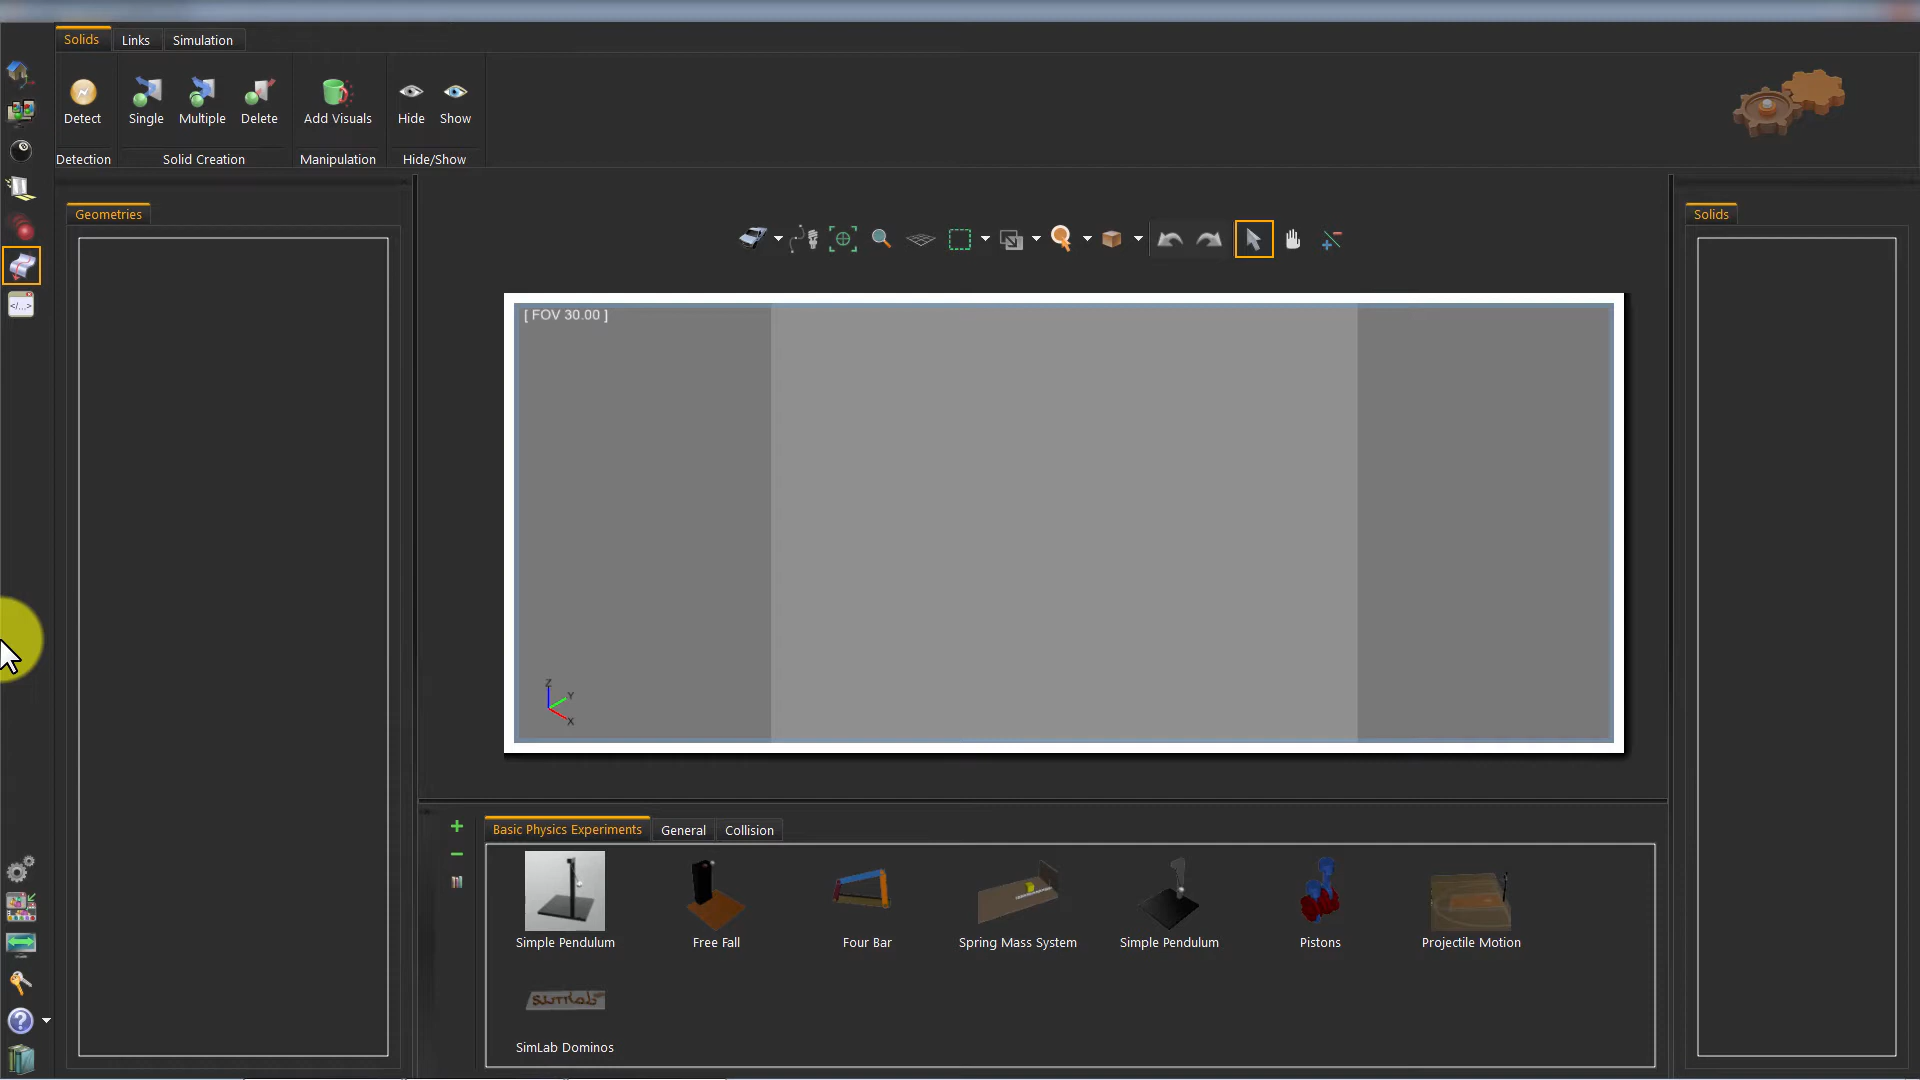 Solids Links Simulation
Detect Single Multiple Delete Add Visuals Hide Show
Detection Solid Creation Manipulation Hide/Show
Geometries
Solids
[ FOV 30.00 ]
Z
Y
X
</...>
Basic Physics Experiments General Collision
Simple Pendulum Free Fall Four Bar Spring Mass System Simple Pendulum Pistons Projectile Motion
SimLab
SimLab Dominos